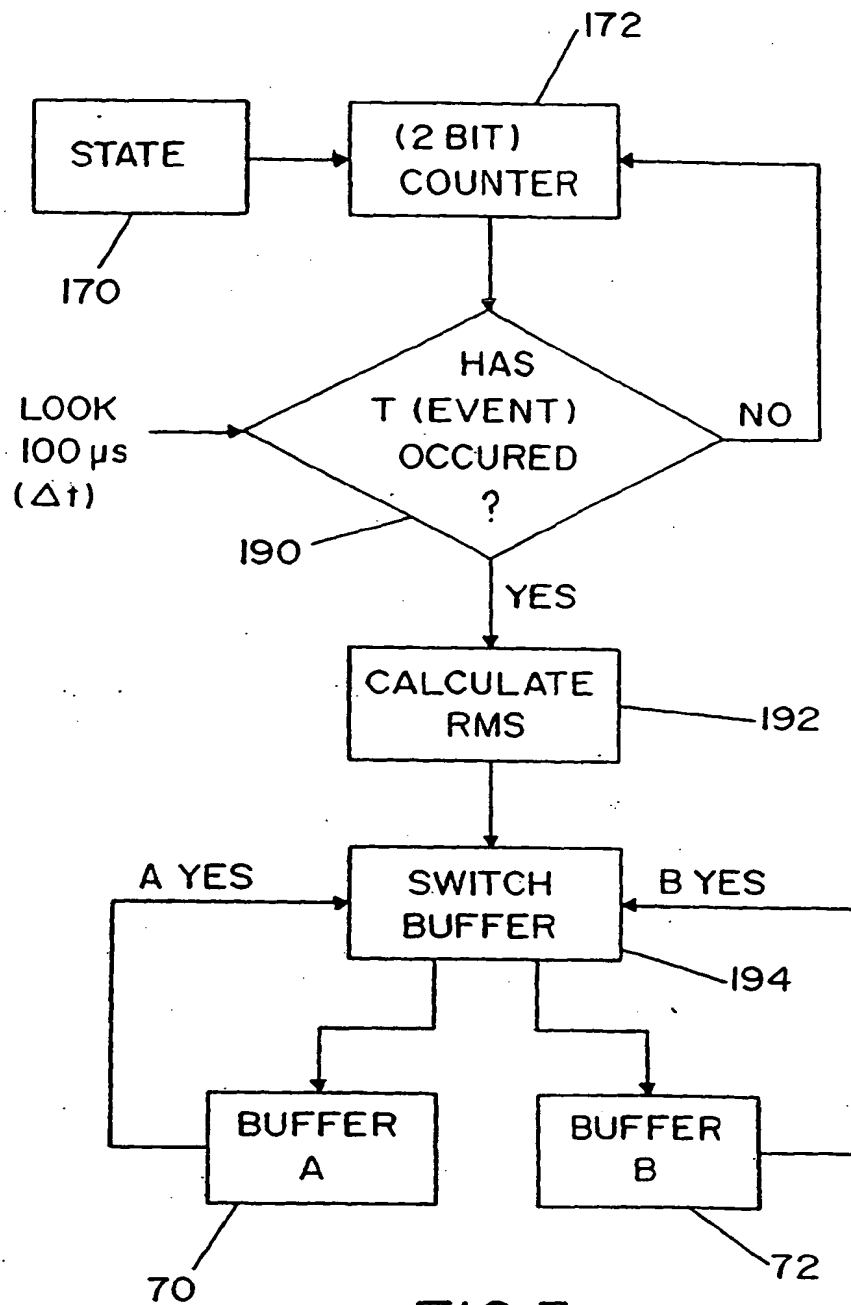 172
STATE
(2 BIT)
COUNTER
170
HAS
T (EVENT)
OCCURED
?
LOOK
100 µs
(Δt)
NO
190
YES
CALCULATE
RMS
192
A YES
SWITCH
BUFFER
B YES
194
BUFFER
A
BUFFER
B
70
72